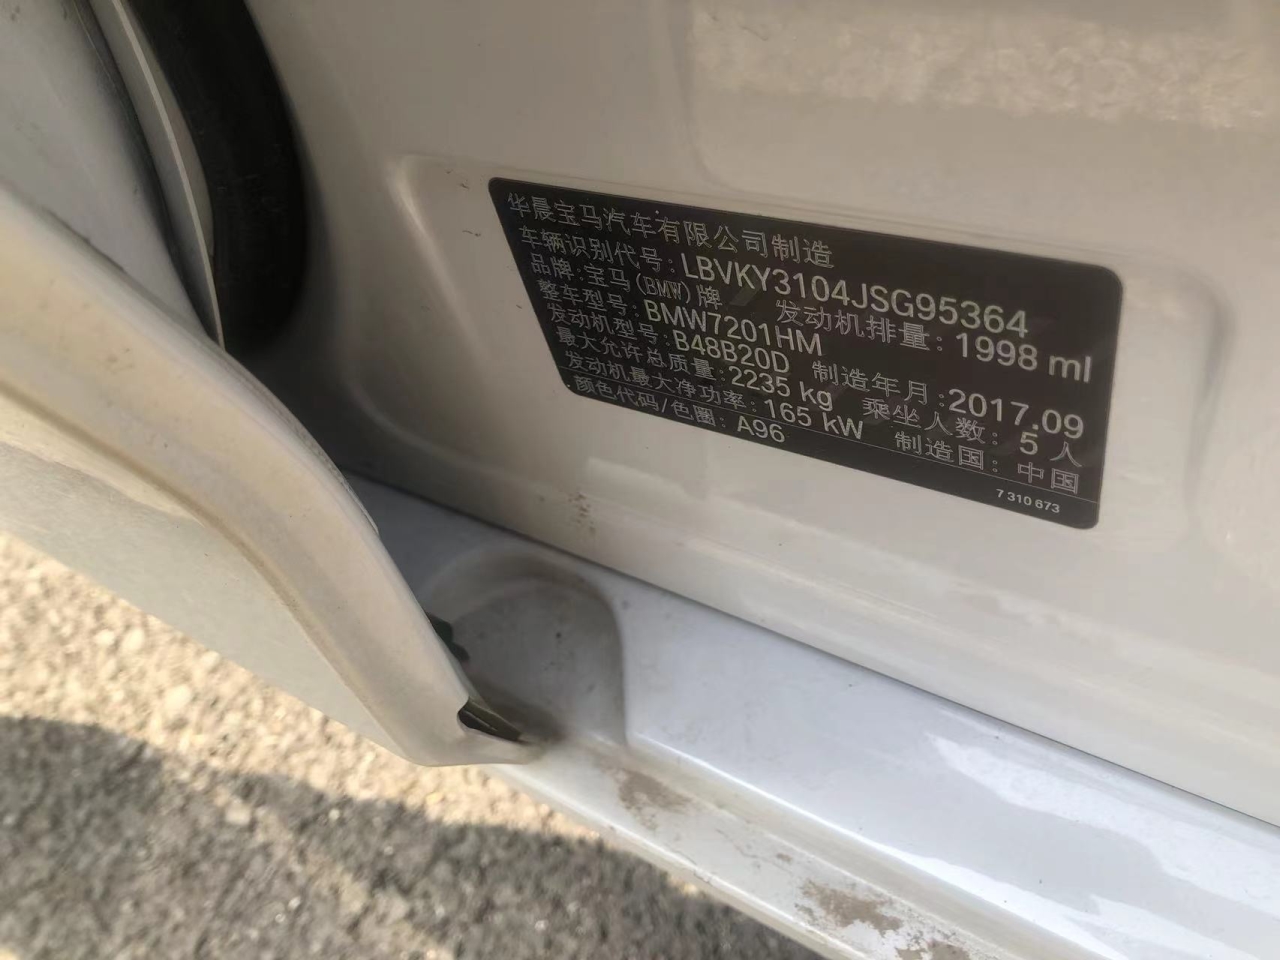 华晨宝马汽车有限公司制造
车辆识别代号: LBVKY3104JSG95364
品牌: 宝马(BMW)牌 发动机排量: 1998 ml
整车型号: BMW7201HM
发动机型号: B48B20D 制造年月: 2017.09
最大允许总质量: 2235 kg 乘坐人数: 5 人
发动机最大净功率: 165 kW 制造国: 中国
颜色代码/色圈: A96
7 310 673